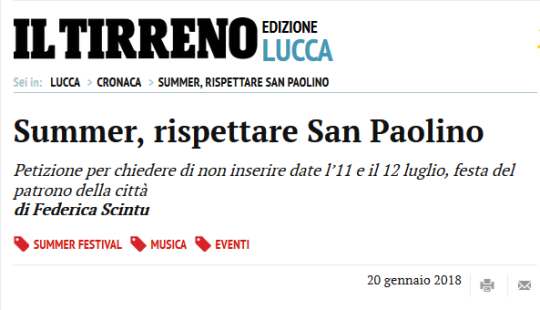 IL TIRRENO EDIZIONE LUCCA
Sei in: LUCCA > CRONACA > SUMMER, RISPETTARE SAN PAOLINO
Summer, rispettare San Paolino
Petizione per chiedere di non inserire date l'11 e il 12 luglio, festa del
patrono della città
di Federica Scintu
SUMMER FESTIVAL MUSICA EVENTI
20 gennaio 2018